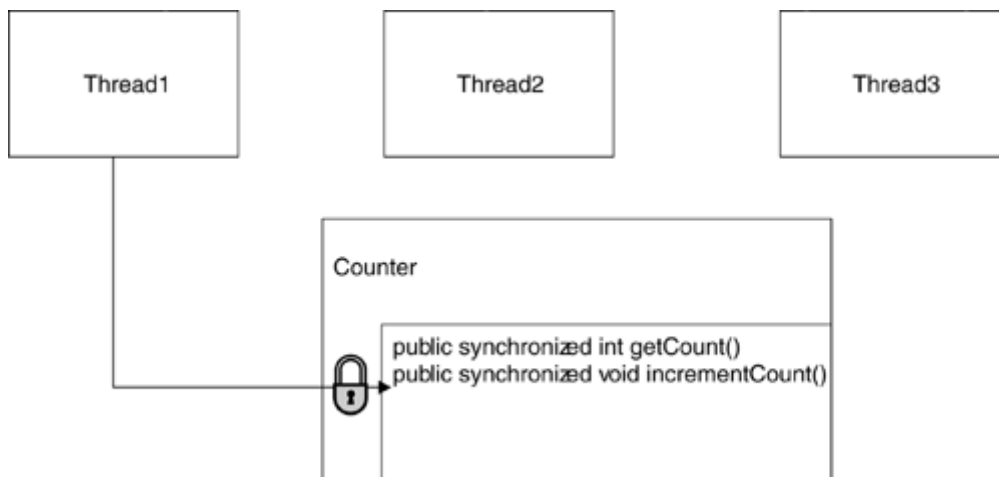 Thread1
Thread2
Thread3
Counter
public synchronized int getCount()
public synchronized void incrementCount()